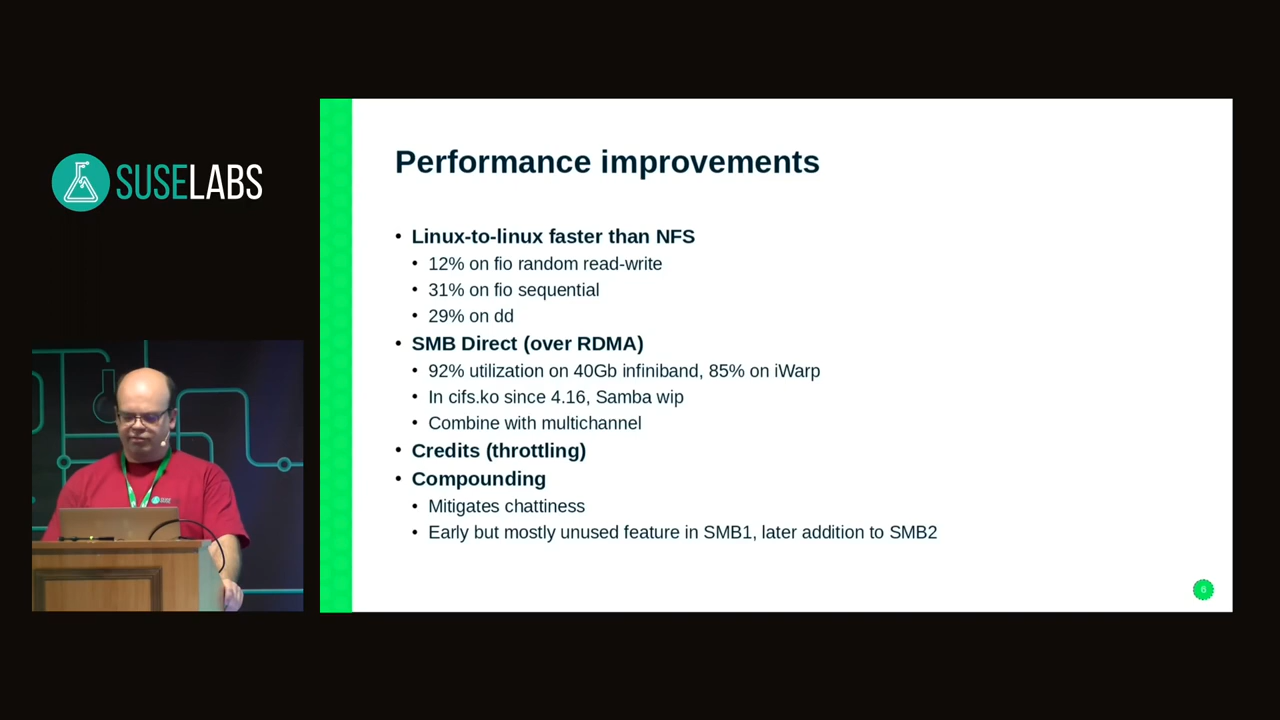 SUSELABS
Performance improvements
• Linux-to-linux faster than NFS
• 12% on fio random read-write
• 31% on fio sequential
• 29% on dd
• SMB Direct (over RDMA)
• 92% utilization on 40Gb infiniband, 85% on iWarp
• In cifs.ko since 4.16, Samba wip
• Combine with multichannel
• Credits (throttling)
• Compounding
• Mitigates chattiness
• Early but mostly unused feature in SMB1, later addition to SMB2
6